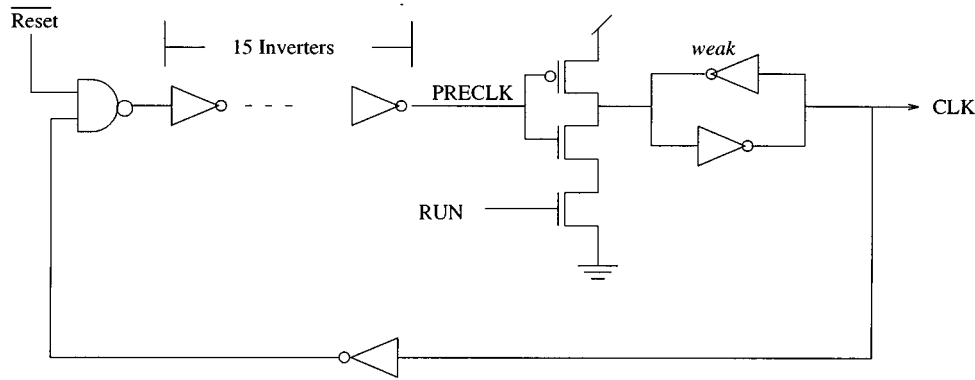 Reset
15 Inverters
weak
PRECLK
CLK
RUN